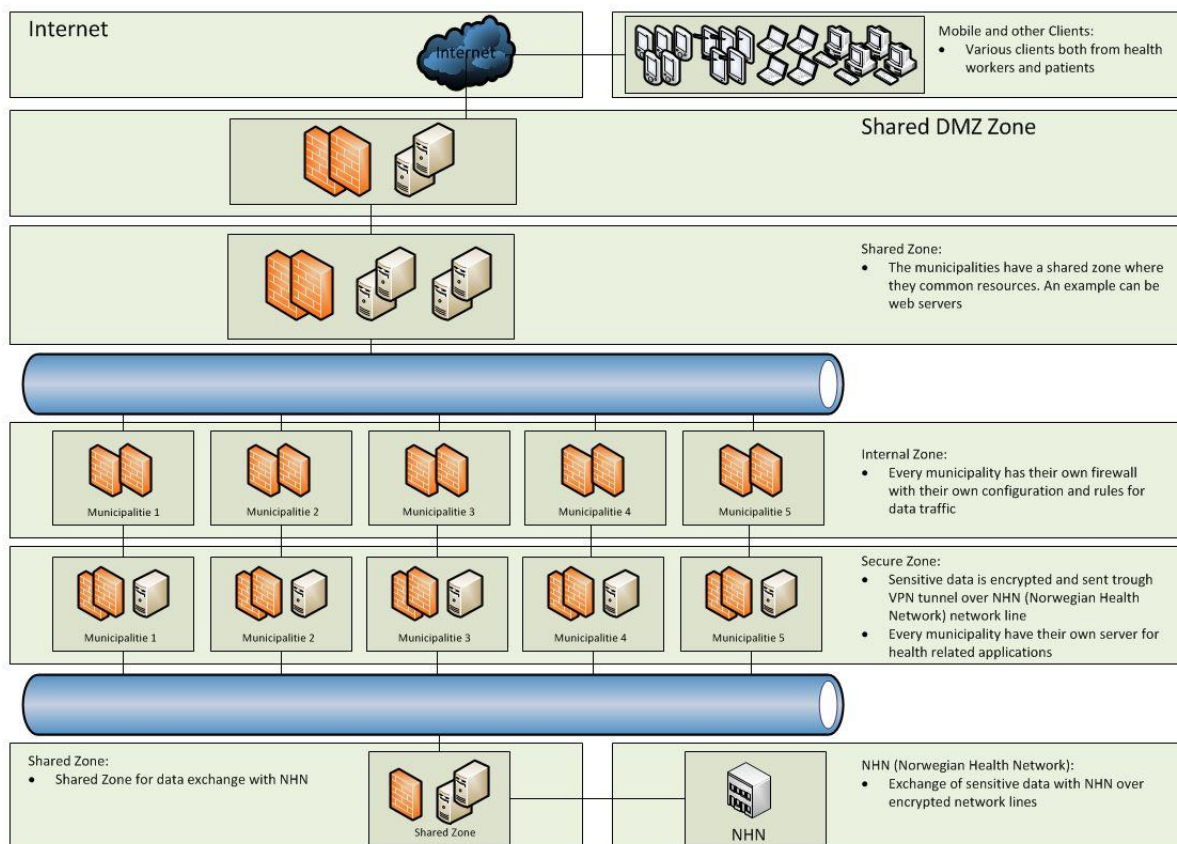 Internet
Internet
Mobile and other Clients:
• Various clients both from health
workers and patients
Shared DMZ Zone
Shared Zone:
• The municipalities have a shared zone where
they common resources. An example can be
web servers
Municipalitie 1
Municipalitie 2
Municipalitie 3
Municipalitie 4
Municipalitie 5
Internal Zone:
• Every municipality has their own firewall
with their own configuration and rules for
data traffic
Municipalitie 1
Municipalitie 2
Municipalitie 3
Municipalitie 4
Municipalitie 5
Secure Zone:
• Sensitive data is encrypted and sent trough
VPN tunnel over NHN (Norwegian Health
Network) network line
• Every municipality have their own server for
health related applications
Shared Zone:
• Shared Zone for data exchange with NHN
Shared Zone
NHN
NHN (Norwegian Health Network):
• Exchange of sensitive data with NHN over
encrypted network lines